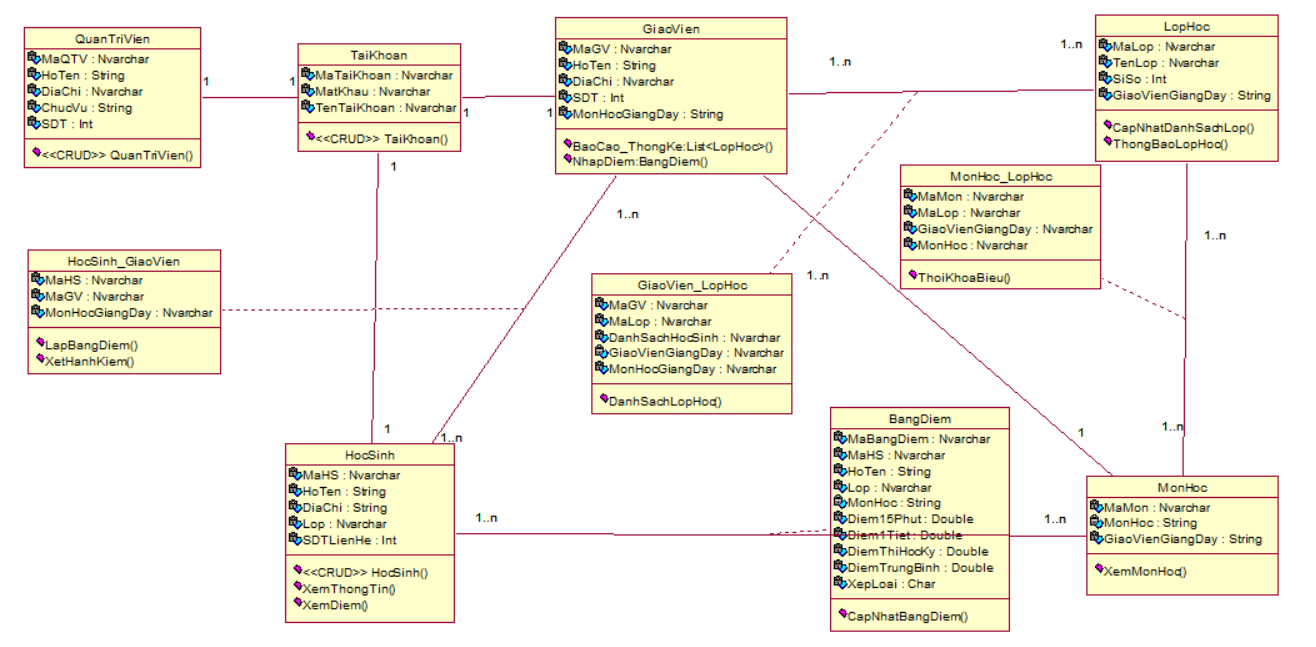 QuanTriVien
MaQTV : Nvarchar
HoTen : String
DiaChi : Nvarchar
ChucVu : String
SDT : Int
<<CRUD>> QuanTriVien()
1
1
TaiKhoan
MaTaiKhoan : Nvarchar
MatKhau : Nvarchar
TenTaiKhoan : Nvarchar
<<CRUD>> TaiKhoan()
1
1
1
GiaoVien
MaGV : Nvarchar
HoTen : String
DiaChi : Nvarchar
SDT : Int
MonHocGiangDay : String
BaoCao_ThongKe:List<LopHoc>()
NhapDiem:BangDiem()
1..n
1..n
LopHoc
MaLop : Nvarchar
TenLop : Nvarchar
SiSo : Int
GiaoVienGiangDay : String
CapNhatDanhSachLop()
ThongBaoLopHoc()
MonHoc_LopHoc
MaMon : Nvarchar
MaLop : Nvarchar
GiaoVienGiangDay : Nvarchar
MonHoc : Nvarchar
ThoiKhoaBieu()
1..n
1..n
1..n
HocSinh_GiaoVien
MaHS : Nvarchar
MaGV : Nvarchar
MonHocGiangDay : Nvarchar
LapBangDiem()
XetHanhKiem()
GiaoVien_LopHoc
MaGV : Nvarchar
MaLop : Nvarchar
DanhSachHocSinh : Nvarchar
GiaoVienGiangDay : Nvarchar
MonHocGiangDay : Nvarchar
DanhSachLopHoc()
1
1..n
HocSinh
MaHS : Nvarchar
HoTen : String
DiaChi : String
Lop : Nvarchar
SDTLienHe : Int
<<CRUD>> HocSinh()
XemThongTin()
XemDiem()
1..n
BangDiem
MaBangDiem : Nvarchar
MaHS : Nvarchar
HoTen : String
Lop : Nvarchar
MonHoc : String
Diem15Phut : Double
Diem1Tiet : Double
DiemThiHocKy : Double
DiemTrungBinh : Double
XepLoai : Char
CapNhatBangDiem()
1
1..n
1..n
MonHoc
MaMon : Nvarchar
MonHoc : String
GiaoVienGiangDay : String
XemMonHoc()